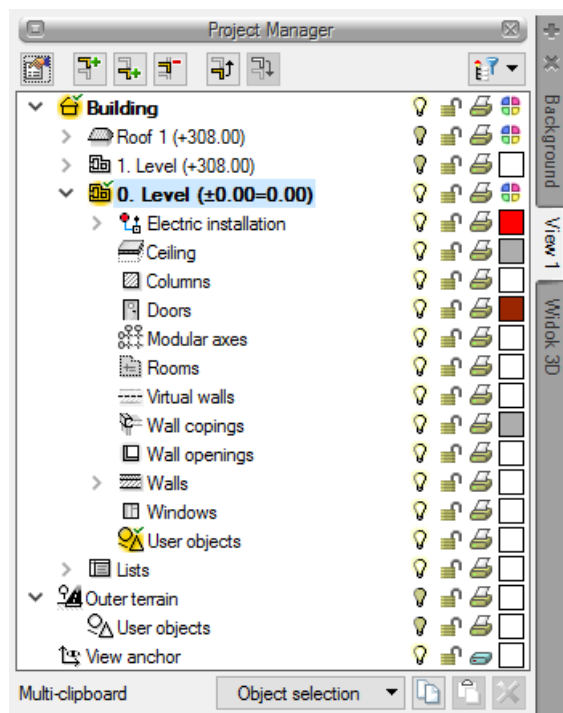 Project Manager
Building
Roof 1 (+308.00)
1. Level (+308.00)
0. Level (±0.00=0.00)
Electric installation
Ceiling
Columns
Doors
Modular axes
Rooms
Virtual walls
Wall copings
Wall openings
Walls
Windows
User objects
Lists
Outer terrain
User objects
View anchor
Multi-clipboard
Object selection
Background
View 1
Widok 3D